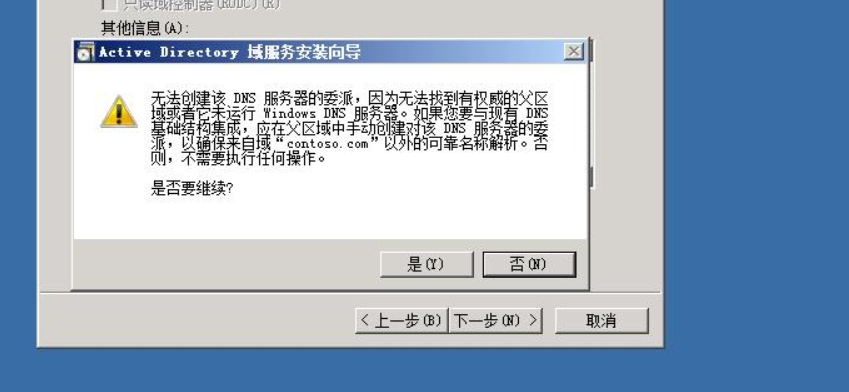 只读域控制器(RODC)(R)
其他信息(A):
Active Directory 域服务安装向导
无法创建该 DNS 服务器的委派，因为无法找到有权威的父区
域或者它未运行 Windows DNS 服务器。如果您要与现有 DNS
基础结构集成，应在父区域中手动创建对该 DNS 服务器的委
派，以确保来自域“contoso.com”以外的可靠名称解析。否
则，不需要执行任何操作。
是否要继续?
是(Y)
否(N)
< 上一步(B)
下一步(N) >
取消